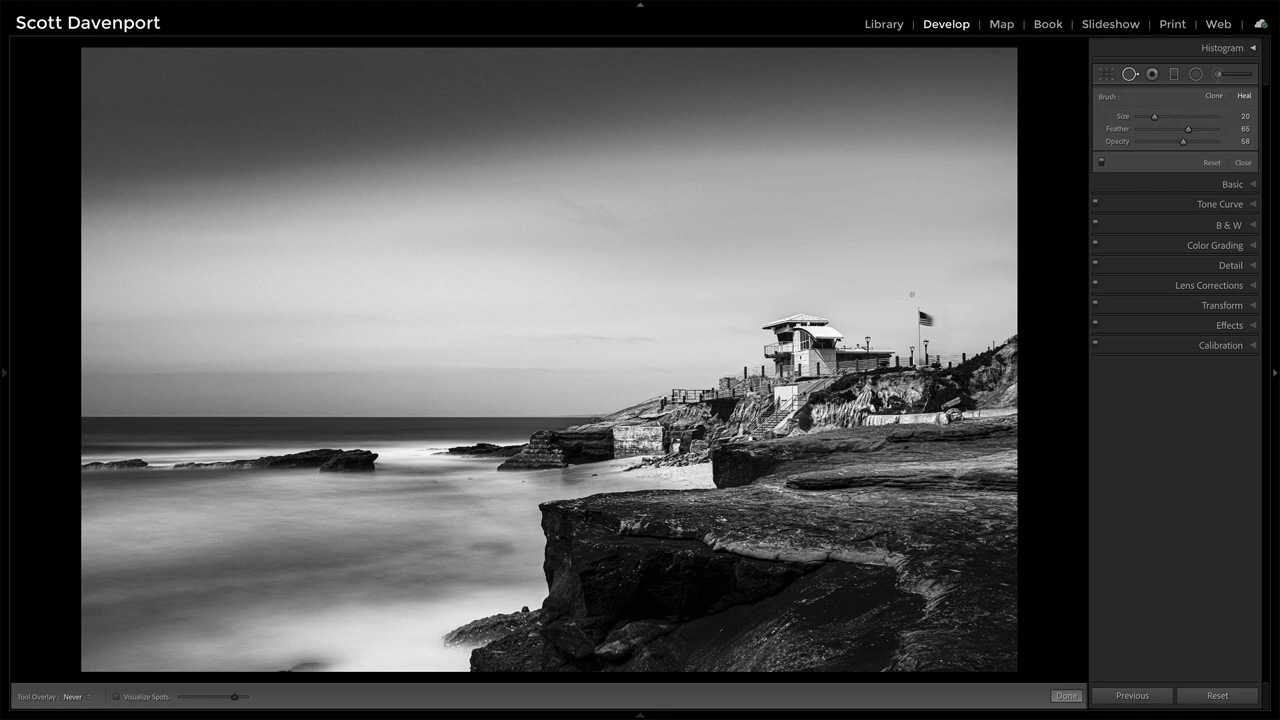 Scott Davenport
Library | Develop | Map | Book | Slideshow | Print | Web |
Histogram
Brush : Clone Heal
Size 20
Feather 65
Opacity 58
Reset Close
Basic
Tone Curve
B & W
Color Grading
Detail
Lens Corrections
Transform
Effects
Calibration
Tool Overlay : Never Visualize Spots Done
Previous Reset